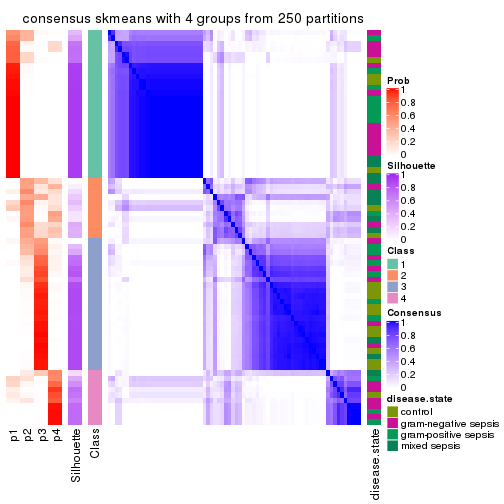 consensus skmeans with 4 groups from 250 partitions
Prob
1
0.8
0.6
0.4
0.2
0
Silhouette
1
0.8
0.6
0.4
0.2
0
Class
1
2
3
4
Consensus
1
0.8
0.6
0.4
0.2
0
disease.state
control
gram-negative sepsis
gram-positive sepsis
mixed sepsis
p1
p2
p3
p4
Silhouette
Class
disease.state